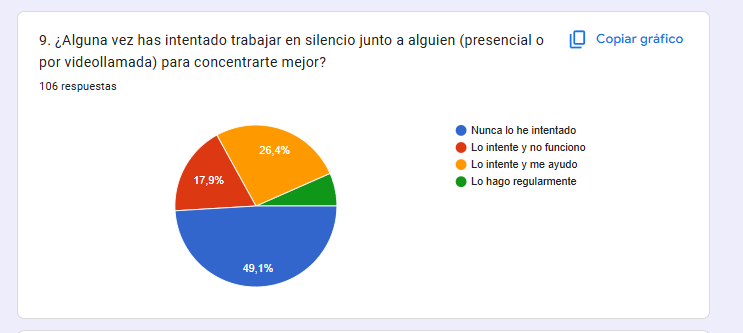 9. ¿Alguna vez has intentado trabajar en silencio junto a alguien (presencial o
por videollamada) para concentrarte mejor?
Copiar gráfico
106 respuestas
26,4%
17,9%
49,1%
Nunca lo he intentado
Lo intente y no funciono
Lo intente y me ayudo
Lo hago regularmente